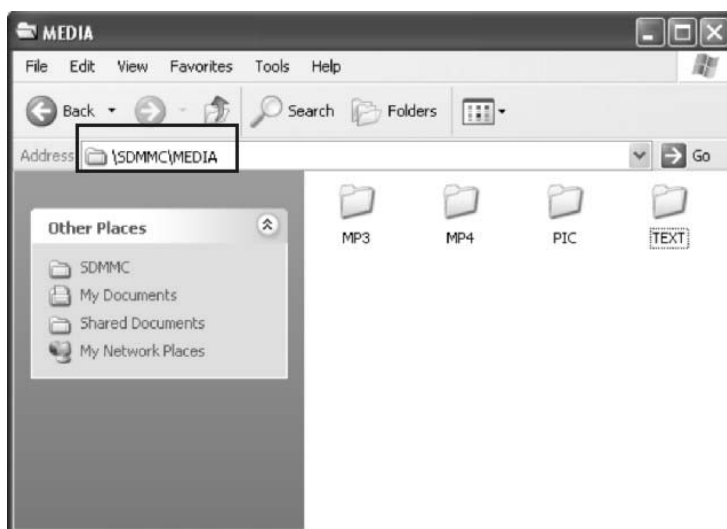 MEDIA
File Edit View Favorites Tools Help
Back Search Folders
Address \SDMMC\MEDIA Go
Other Places
SDMMC
My Documents
Shared Documents
My Network Places
MP3 MP4 PIC TEXT